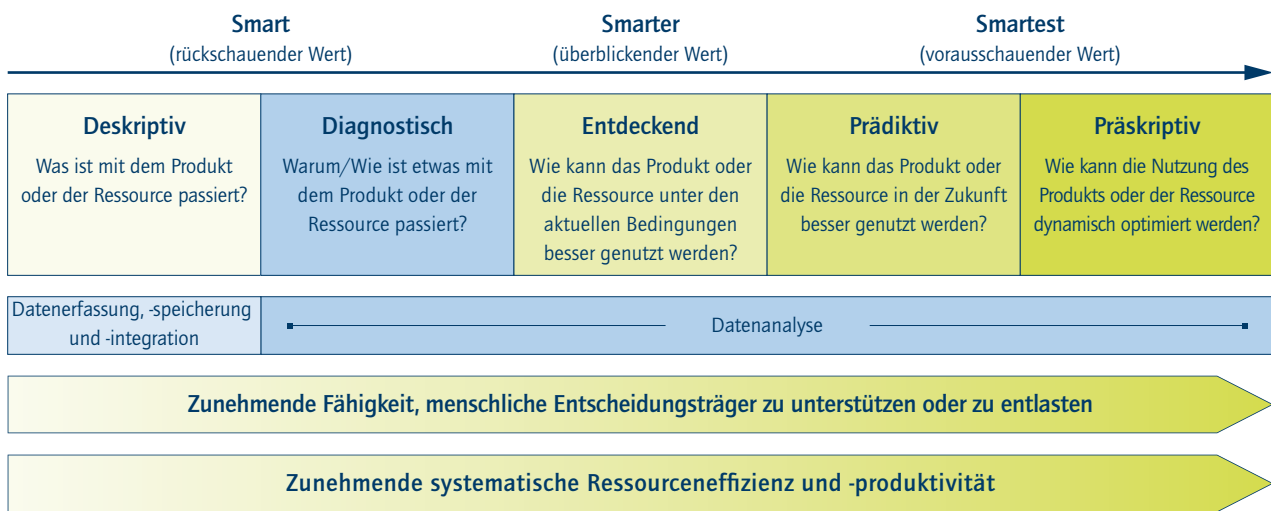 Smart
(rückschauender Wert)
Smarter
(überblickender Wert)
Smartest
(vorausschauender Wert)
Deskriptiv
Was ist mit dem Produkt
oder der Ressource passiert?
Diagnostisch
Warum/Wie ist etwas mit
dem Produkt oder der
Ressource passiert?
Entdeckend
Wie kann das Produkt oder
die Ressource unter den
aktuellen Bedingungen
besser genutzt werden?
Prädiktiv
Wie kann das Produkt oder
die Ressource in der Zukunft
besser genutzt werden?
Präskriptiv
Wie kann die Nutzung des
Produkts oder der Ressource
dynamisch optimiert werden?
Datenerfassung, -speicherung
und -integration
Datenanalyse
Zunehmende Fähigkeit, menschliche Entscheidungsträger zu unterstützen oder zu entlasten
Zunehmende systematische Ressourceneffizienz und -produktivität